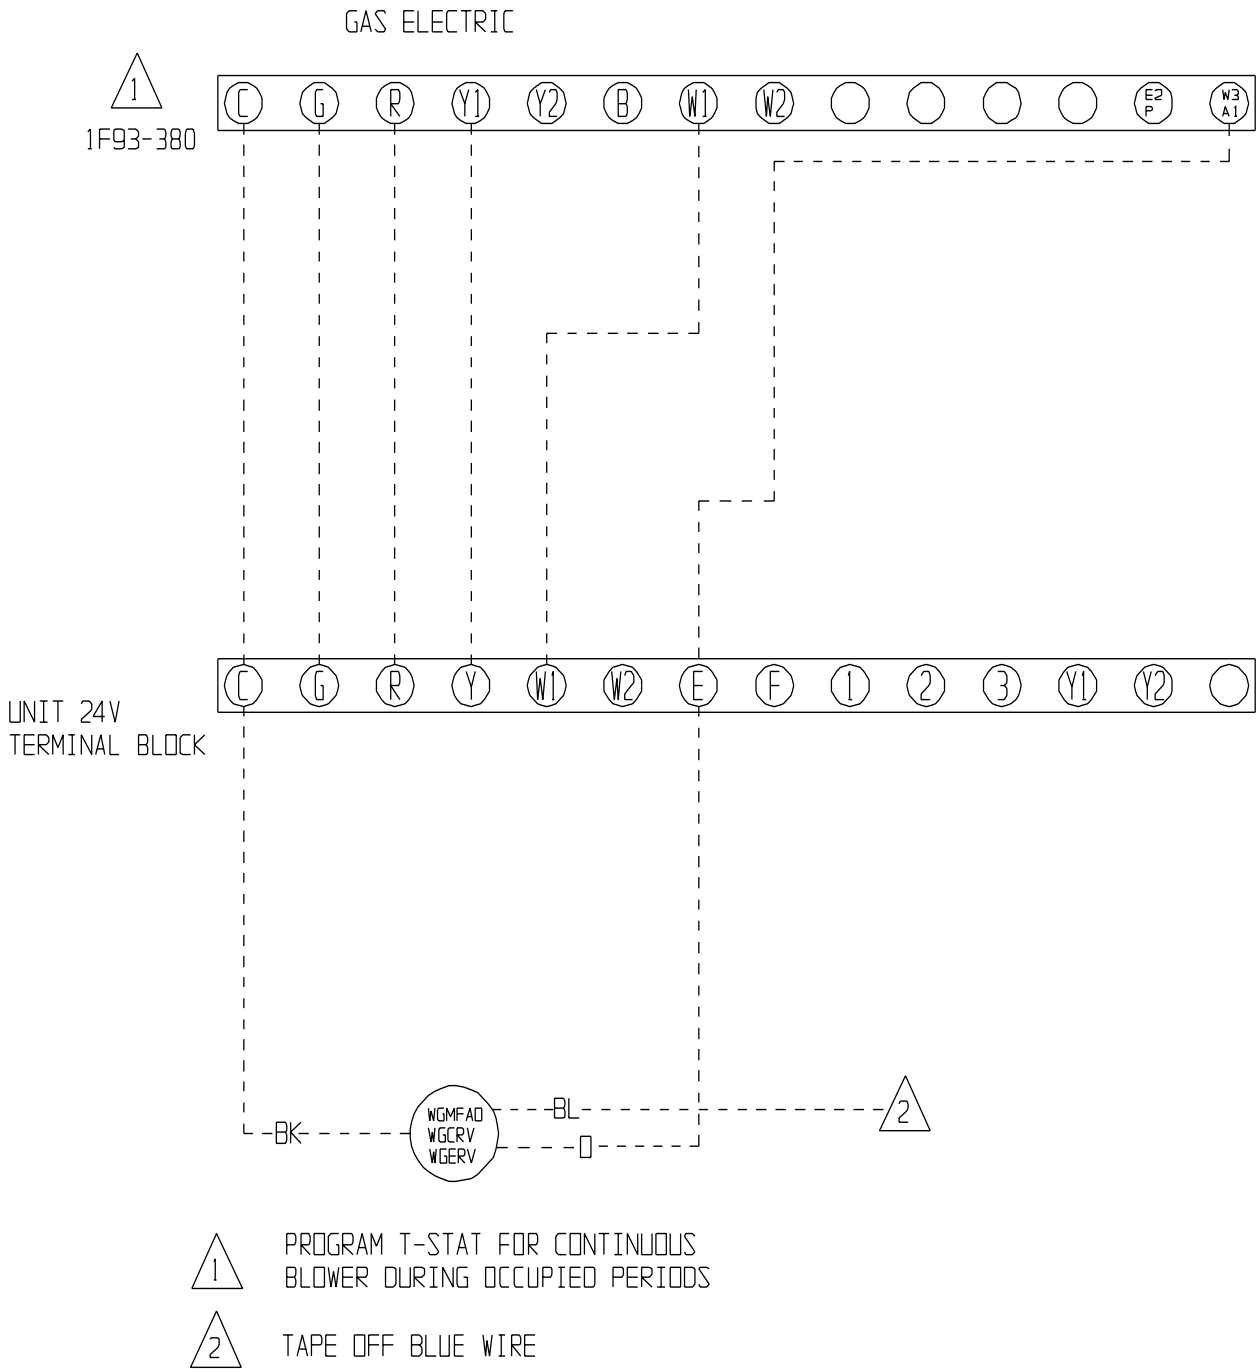 GAS ELECTRIC
1
1F93-380
C G R Y1 Y2 B W1 W2 E2 P W3 A1
UNIT 24V
TERMINAL BLOCK
C G R Y W1 W2 E F 1 2 3 Y1 Y2
BK
WGMFAO
WGCRV
WGERV
BL
O
2
1 PROGRAM T-STAT FOR CONTINUOUS
BLOWER DURING OCCUPIED PERIODS
2 TAPE OFF BLUE WIRE